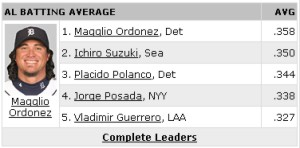 AL BATTING AVERAGE AVG
1. Magglio Ordonez, Det .358
2. Ichiro Suzuki, Sea .350
3. Placido Polanco, Det .344
4. Jorge Posada, NYY .338
5. Vladimir Guerrero, LAA .327
Magglio
Ordonez
Complete Leaders